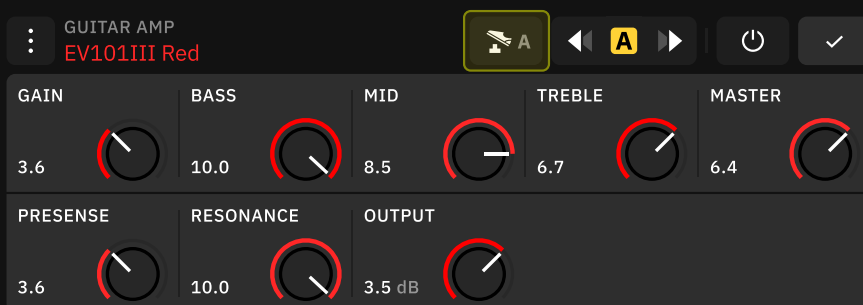 GUITAR AMP
EV101III Red
A
A
GAIN
3.6
BASS
10.0
MID
8.5
TREBLE
6.7
MASTER
6.4
PRESENSE
3.6
RESONANCE
10.0
OUTPUT
3.5 dB